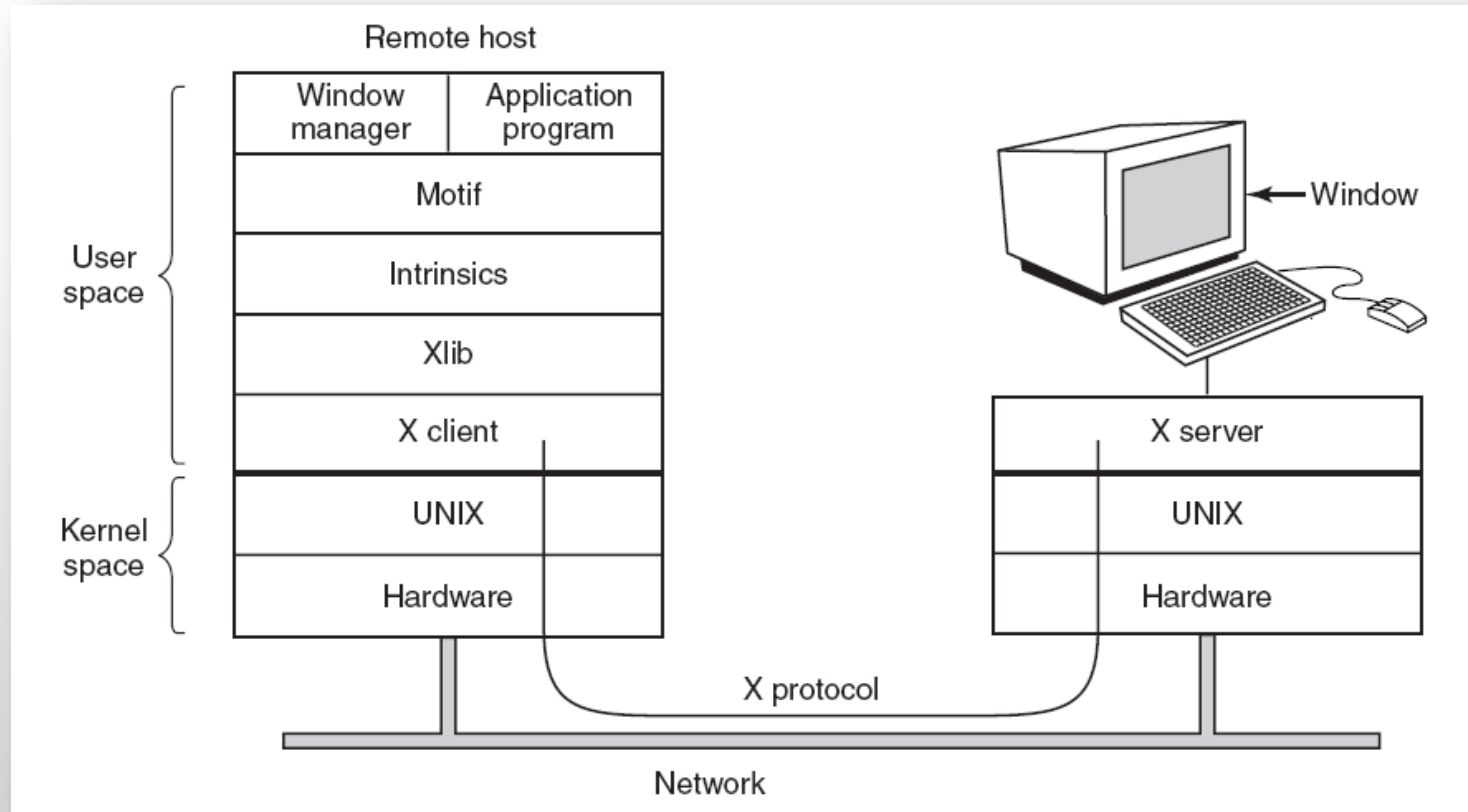 Remote host
Window
manager
Application
program
Motif
Intrinsics
Xlib
X client
UNIX
Hardware
User
space
Kernel
space
Window
X server
UNIX
Hardware
X protocol
Network